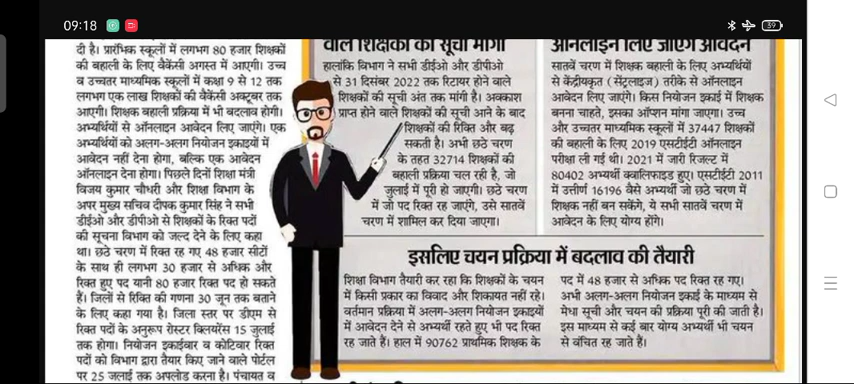 09:18
39
दी है। प्रारंभिक स्कूलों में लगभग 80 हजार शिक्षकों
की बहाली के लिए वैकेंसी अगस्त में आएगी। उच्च
व उच्चतर माध्यमिक स्कूलों में कक्षा 9 से 12 तक
लगभग एक लाख शिक्षकों की वैकेंसी अक्टूबर तक
आएगी। शिक्षक बहाली प्रक्रिया में भी बदलाव होगी।
अभ्यर्थियों से ऑनलाइन आवेदन लिए जाएंगे। एक
अभ्यर्थियों को अलग-अलग नियोजन इकाइयों में
आवेदन नहीं देना होगा, बल्कि एक आवेदन
ऑनलाइन देना होगा। पिछले दिनों शिक्षा मंत्री
विजय कुमार चौधरी और शिक्षा विभाग के
अपर मुख्य सचिव दीपक कुमार सिंह ने सभी
डीईओ और डीपीओ से शिक्षकों के रिक्त पदों
की सूचना विभाग को जल्द देने के लिए कहा
था। छठे चरण में रिक्त रह गए 48 हजार सीटों
के साथ ही लगभग 30 हजार से अधिक और
रिक्त हुए पद यानी 80 हजार रिक्त पद हो सकते
हैं। जिलों से रिक्ति की गणना 30 जून तक बताने
के लिए कहा गया है। जिला स्तर पर डीएम से
रिक्त पदों के अनुरूप रोस्टर क्लियरेंस 15 जुलाई
तक होगा। नियोजन इकाईवार व कोटिवार रिक्त
पदों को विभाग द्वारा तैयार किए जाने वाले पोर्टल
पर 25 जुलाई तक अपलोड करना है। पंचायत व
वाले शिक्षकों की सूची मांगी
हालांकि विभाग ने सभी डीईओ और डीपीओ
से 31 दिसंबर 2022 तक रिटायर होने वाले
शिक्षकों की सूची अंत तक मांगी है। अवकाश
प्राप्त होने वाले शिक्षकों की सूची आने के बाद
शिक्षकों की रिक्ति और बढ़
सकती है। अभी छठे चरण
के तहत 32714 शिक्षकों की
बहाली प्रक्रिया चल रही है, जो
जुलाई में पूरी हो जाएगी। छठे चरण
में जो पद रिक्त रह जाएंगे, उसे सातवें
चरण में शामिल कर दिया जाएगा।
ऑनलाइन लिए जाएंगे आवेदन
सातवें चरण में शिक्षक बहाली के लिए अभ्यर्थियों
से केंद्रीयकृत (सेंट्रलाइज) तरीके से ऑनलाइन
आवेदन लिए जाएंगे। किस नियोजन इकाई में शिक्षक
बनना चाहते, इसका ऑप्शन मांगा जाएगा। उच्च
और उच्चतर माध्यमिक स्कूलों में 37447 शिक्षकों
की बहाली के लिए 2019 एसटीईटी ऑनलाइन
परीक्षा ली गई थी। 2021 में जारी रिजल्ट में
80402 अभ्यर्थी क्वालिफाइड हुए। एसटीईटी 2011
में उत्तीर्ण 16196 वैसे अभ्यर्थी जो छठे चरण में
शिक्षक नहीं बन सकेंगे, ये सभी सातवें चरण में
आवेदन के लिए योग्य होंगे।
इसलिए चयन प्रक्रिया में बदलाव की तैयारी
शिक्षा विभाग तैयारी कर रहा कि शिक्षकों के चयन
में किसी प्रकार का विवाद और शिकायत नहीं रहे।
वर्तमान प्रक्रिया में अलग-अलग नियोजन इकाइयों
में आवेदन देने से अभ्यर्थी रहते हुए भी पद रिक्त
रह जाते हैं। हाल में 90762 प्राथमिक शिक्षक के
पद में 48 हजार से अधिक पद रिक्त रह गए।
अभी अलग-अलग नियोजन इकाई के माध्यम से
मेधा सूची और चयन की प्रक्रिया पूरी की जाती है।
इस माध्यम से कई बार योग्य अभ्यर्थी भी चयन
से वंचित रह जाते हैं।